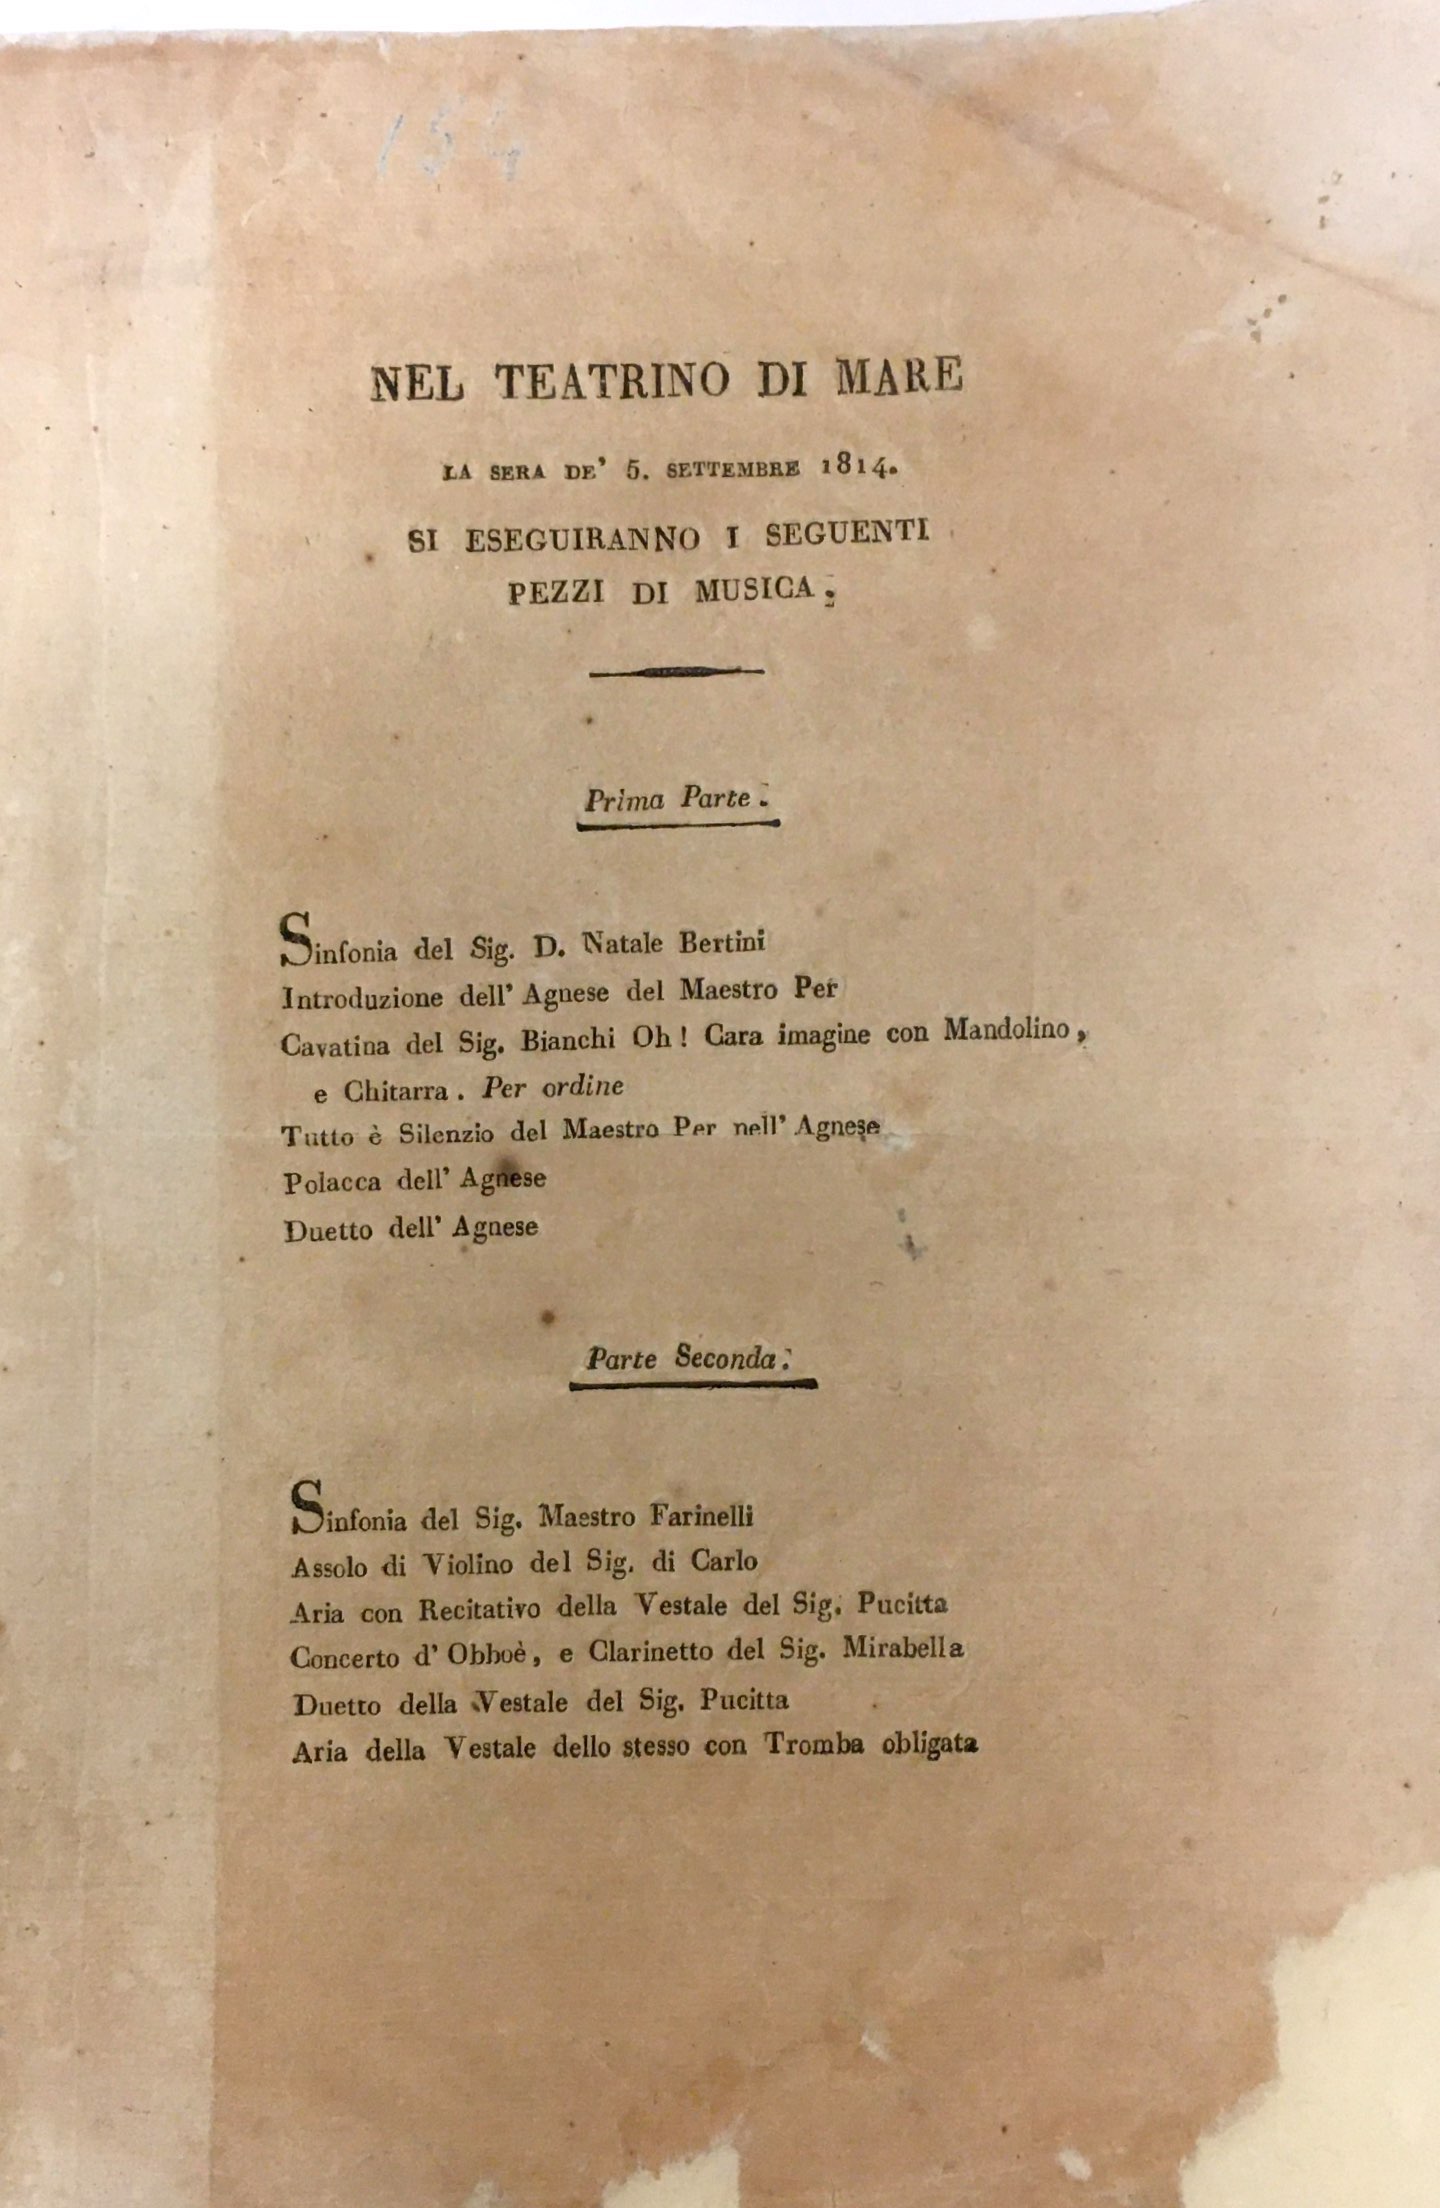 154
NEL TEATRINO DI MARE
LA SERA DE' 5. SETTEMBRE 1814.
SI ESEGUIRANNO I SEGUENTI
PEZZI DI MUSICA.
Prima Parte.
Sinfonia del Sig. D. Natale Bertini
Introduzione dell' Agnese del Maestro Per
Cavatina del Sig. Bianchi Oh! Cara imagine con Mandolino,
e Chitarra. Per ordine
Tutto è Silenzio del Maestro Per nell' Agnese
Polacca dell' Agnese
Duetto dell' Agnese
Parte Seconda.
Sinfonia del Sig. Maestro Farinelli
Assolo di Violino del Sig. di Carlo
Aria con Recitativo della Vestale del Sig. Pucitta
Concerto d' Obboè, e Clarinetto del Sig. Mirabella
Duetto della Vestale del Sig. Pucitta
Aria della Vestale dello stesso con Tromba obligata